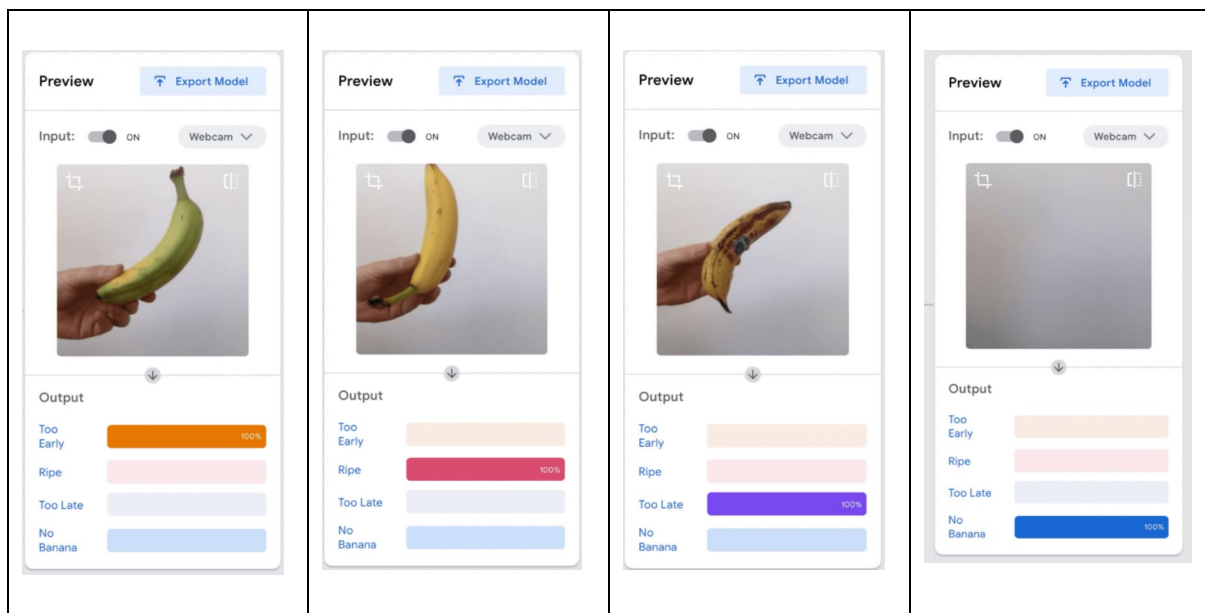 Preview
Export Model
Input:
ON
Webcam
Output
Too
Early
100%
Ripe
Too Late
No
Banana
Preview
Export Model
Input:
ON
Webcam
Output
Too
Early
Ripe
100%
Too Late
No
Banana
Preview
Export Model
Input:
ON
Webcam
Output
Too
Early
Ripe
Too Late
100%
No
Banana
Preview
Export Model
Input:
ON
Webcam
Output
Too
Early
Ripe
Too Late
No
Banana
100%